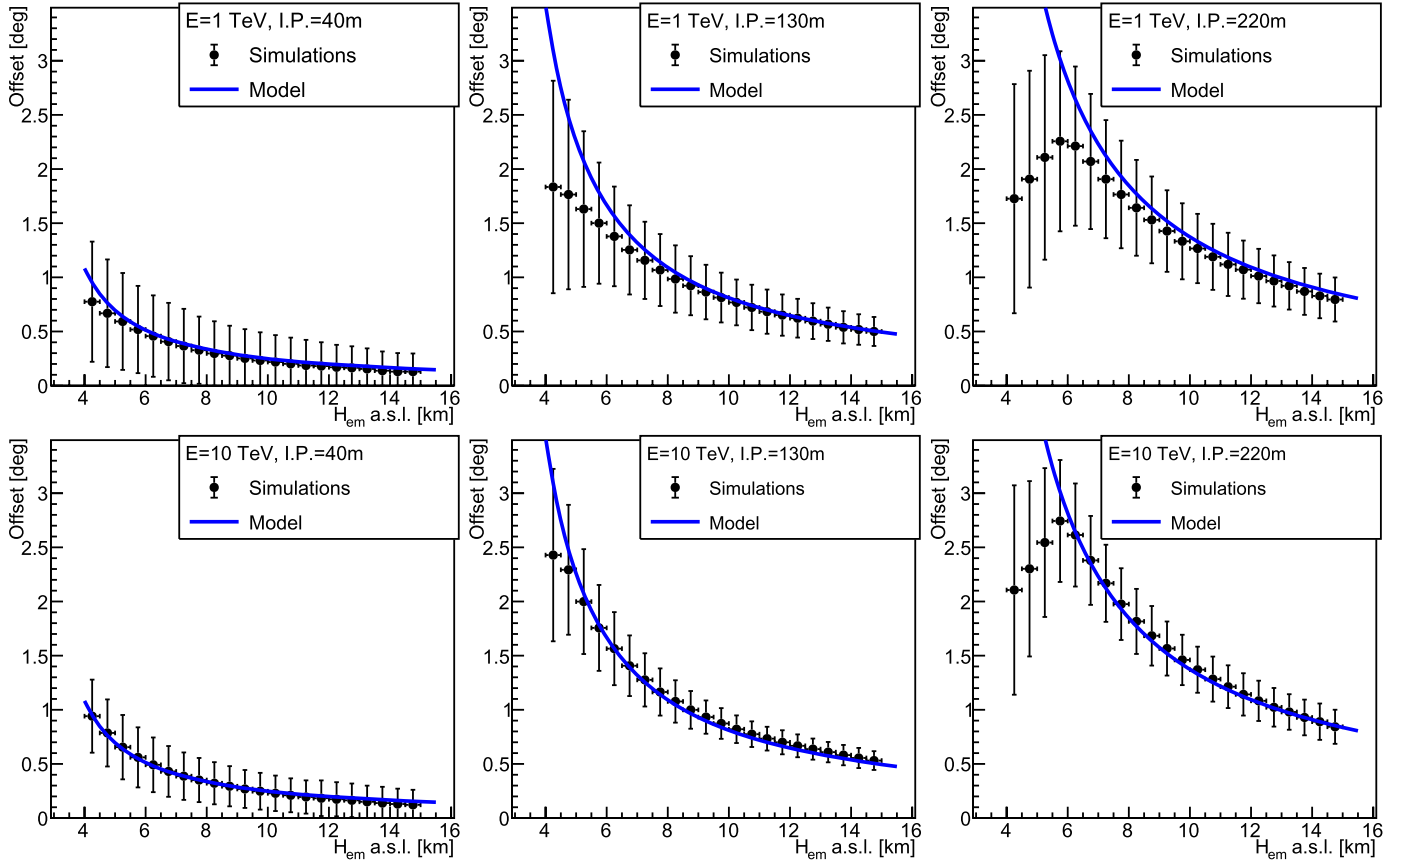 E=1 TeV, I.P.=40m
Simulations
Model
Offset [deg]
3
2.5
2
1.5
1
0.5
0
4 6 8 10 12 14 16
H_em a.s.l. [km]
E=1 TeV, I.P.=130m
Simulations
Model
Offset [deg]
3
2.5
2
1.5
1
0.5
0
4 6 8 10 12 14 16
H_em a.s.l. [km]
E=1 TeV, I.P.=220m
Simulations
Model
Offset [deg]
3
2.5
2
1.5
1
0.5
0
4 6 8 10 12 14 16
H_em a.s.l. [km]
E=10 TeV, I.P.=40m
Simulations
Model
Offset [deg]
3
2.5
2
1.5
1
0.5
0
4 6 8 10 12 14 16
H_em a.s.l. [km]
E=10 TeV, I.P.=130m
Simulations
Model
Offset [deg]
3
2.5
2
1.5
1
0.5
0
4 6 8 10 12 14 16
H_em a.s.l. [km]
E=10 TeV, I.P.=220m
Simulations
Model
Offset [deg]
3
2.5
2
1.5
1
0.5
0
4 6 8 10 12 14 16
H_em a.s.l. [km]